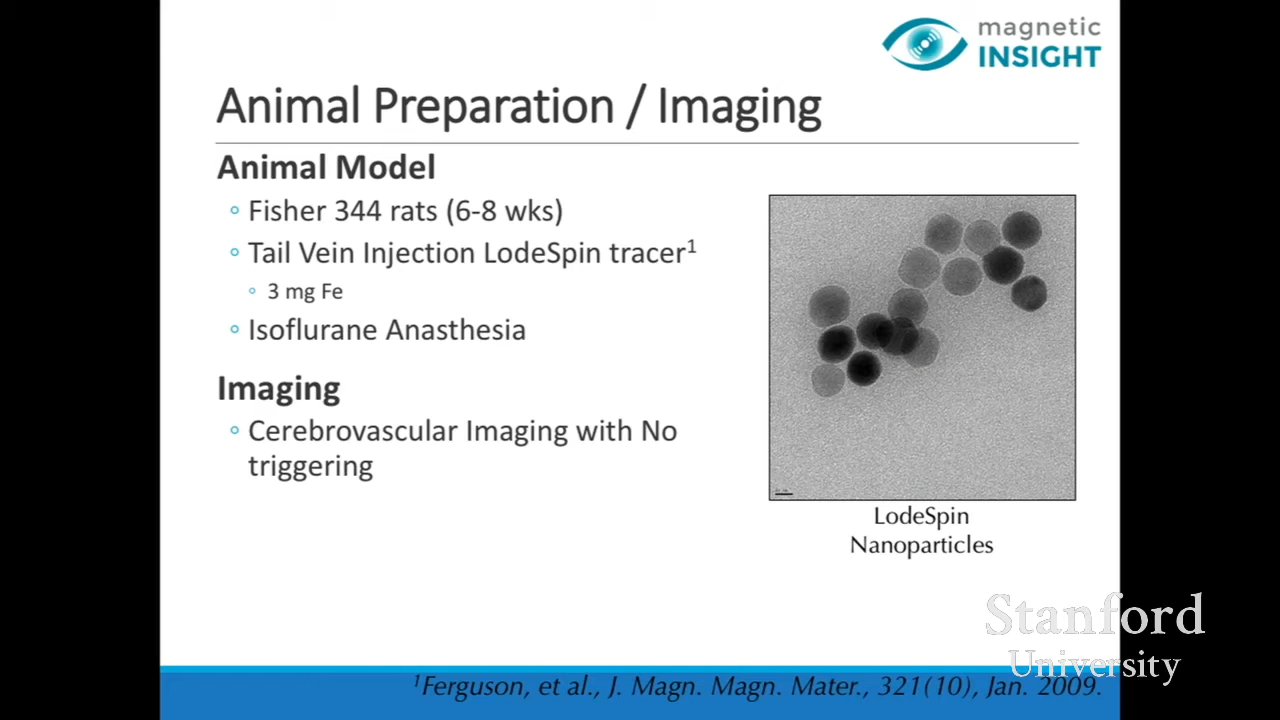 magnetic
INSIGHT
Animal Preparation / Imaging
Animal Model
◦ Fisher 344 rats (6-8 wks)
◦ Tail Vein Injection LodeSpin tracer¹
◦ 3 mg Fe
◦ Isoflurane Anasthesia
Imaging
◦ Cerebrovascular Imaging with No
triggering
LodeSpin
Nanoparticles
Stanford
University
¹Ferguson, et al., J. Magn. Magn. Mater., 321(10), Jan. 2009.